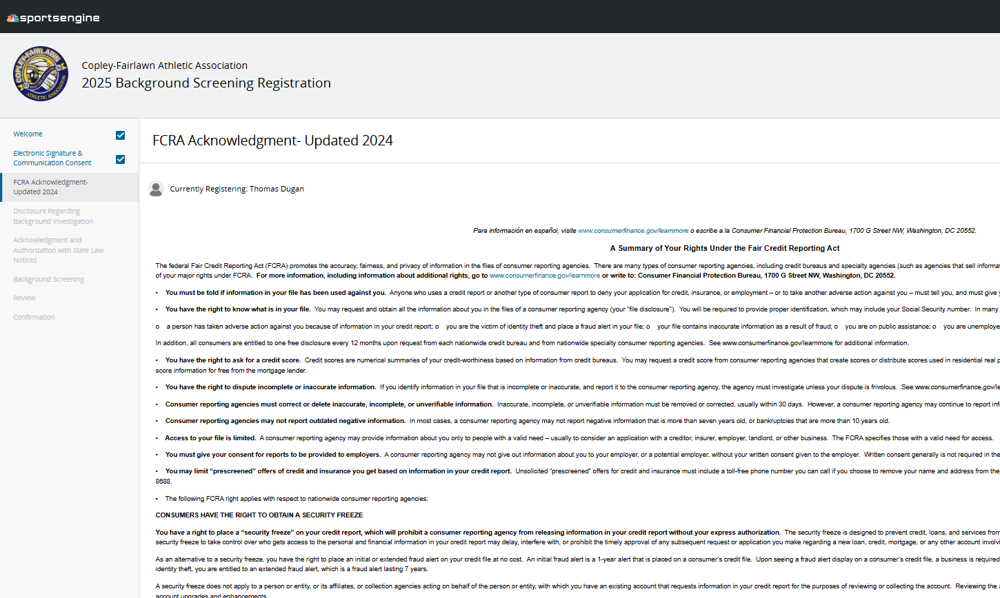 sportsengine
COPLEY-FAIRLAWN
ATHLETIC ASSOCIATION
Copley-Fairlawn Athletic Association
2025 Background Screening Registration
Welcome
Electronic Signature &
Communication Consent
FCRA Acknowledgment-
Updated 2024
Disclosure Regarding
Background Investigation
Acknowledgment and
Authorization with State Law
Notices
Background Screening
Review
Confirmation
FCRA Acknowledgment- Updated 2024
Currently Registering: Thomas Dugan
Para información en español, visite www.consumerfinance.gov/learnmore o escribe a la Consumer Financial Protection Bureau, 1700 G Street NW, Washington, DC 20552.
A Summary of Your Rights Under the Fair Credit Reporting Act
The federal Fair Credit Reporting Act (FCRA) promotes the accuracy, fairness, and privacy of information in the files of consumer reporting agencies. There are many types of consumer reporting agencies, including credit bureaus and specialty agencies (such as agencies that sell informa
of your major rights under FCRA. For more information, including information about additional rights, go to www.consumerfinance.gov/learnmore or write to: Consumer Financial Protection Bureau, 1700 G Street NW, Washington, DC 20552.
• You must be told if information in your file has been used against you. Anyone who uses a credit report or another type of consumer report to deny your application for credit, insurance, or employment – or to take another adverse action against you – must tell you, and must give y
• You have the right to know what is in your file. You may request and obtain all the information about you in the files of a consumer reporting agency (your "file disclosure"). You will be required to provide proper identification, which may include your Social Security number. In many
o a person has taken adverse action against you because of information in your credit report; o you are the victim of identity theft and place a fraud alert in your file; o your file contains inaccurate information as a result of fraud; o you are on public assistance; o you are unemploye
In addition, all consumers are entitled to one free disclosure every 12 months upon request from each nationwide credit bureau and from nationwide specialty consumer reporting agencies. See www.consumerfinance.gov/learnmore for additional information.
• You have the right to ask for a credit score. Credit scores are numerical summaries of your credit-worthiness based on information from credit bureaus. You may request a credit score from consumer reporting agencies that create scores or distribute scores used in residential real p
score information for free from the mortgage lender.
• You have the right to dispute incomplete or inaccurate information. If you identify information in your file that is incomplete or inaccurate, and report it to the consumer reporting agency, the agency must investigate unless your dispute is frivolous. See www.consumerfinance.gov/le
• Consumer reporting agencies must correct or delete inaccurate, incomplete, or unverifiable information. Inaccurate, incomplete, or unverifiable information must be removed or corrected, usually within 30 days. However, a consumer reporting agency may continue to report inf
• Consumer reporting agencies may not report outdated negative information. In most cases, a consumer reporting agency may not report negative information that is more than seven years old, or bankruptcies that are more than 10 years old.
• Access to your file is limited. A consumer reporting agency may provide information about you only to people with a valid need – usually to consider an application with a creditor, insurer, employer, landlord, or other business. The FCRA specifies those with a valid need for access.
• You must give your consent for reports to be provided to employers. A consumer reporting agency may not give out information about you to your employer, or a potential employer, without your written consent given to the employer. Written consent generally is not required in the
• You may limit “prescreened” offers of credit and insurance you get based on information in your credit report. Unsolicited “prescreened” offers for credit and insurance must include a toll-free phone number you can call if you choose to remove your name and address from the
8688.
• The following FCRA right applies with respect to nationwide consumer reporting agencies:
CONSUMERS HAVE THE RIGHT TO OBTAIN A SECURITY FREEZE
You have a right to place a “security freeze” on your credit report, which will prohibit a consumer reporting agency from releasing information in your credit report without your express authorization. The security freeze is designed to prevent credit, loans, and services from
security freeze to take control over who gets access to the personal and financial information in your credit report may delay, interfere with, or prohibit the timely approval of any subsequent request or application you make regarding a new loan, credit, mortgage, or any other account involvi
As an alternative to a security freeze, you have the right to place an initial or extended fraud alert on your credit file at no cost. An initial fraud alert is a 1-year alert that is placed on a consumer’s credit file. Upon seeing a fraud alert display on a consumer’s credit file, a business is required
identity theft, you are entitled to an extended fraud alert, which is a fraud alert lasting 7 years.
A security freeze does not apply to a person or entity, or its affiliates, or collection agencies acting on behalf of the person or entity, with which you have an existing account that requests information in your credit report for the purposes of reviewing or collecting the account. Reviewing the a
account upgrades and enhancements.